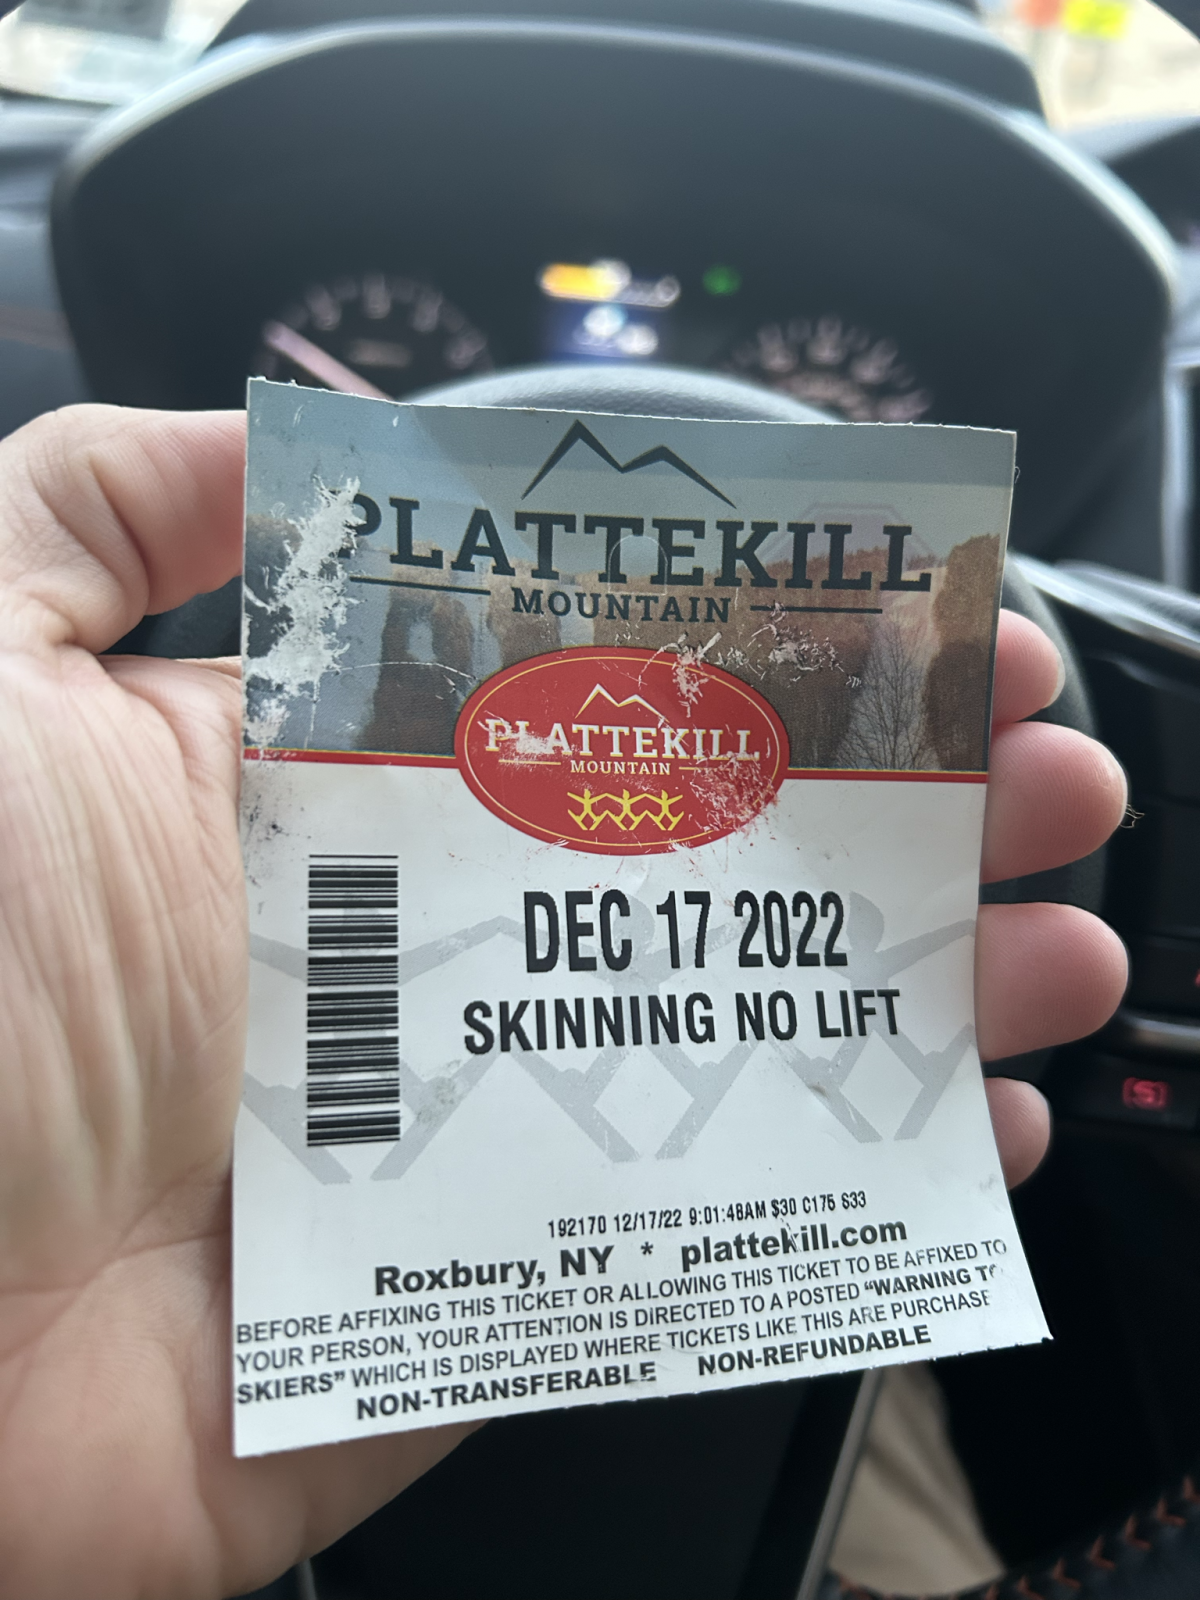 PLATTEKILL
MOUNTAIN
PLATTEKILL
MOUNTAIN
DEC 17 2022
SKINNING NO LIFT
192170 12/17/22 9:01:48AM $30 C175 S33
Roxbury, NY * plattekill.com
BEFORE AFFIXING THIS TICKET OR ALLOWING THIS TICKET TO BE AFFIXED TO
YOUR PERSON, YOUR ATTENTION IS DIRECTED TO A POSTED “WARNING TO
SKIERS” WHICH IS DISPLAYED WHERE TICKETS LIKE THIS ARE PURCHASE
NON-TRANSFERABLE NON-REFUNDABLE